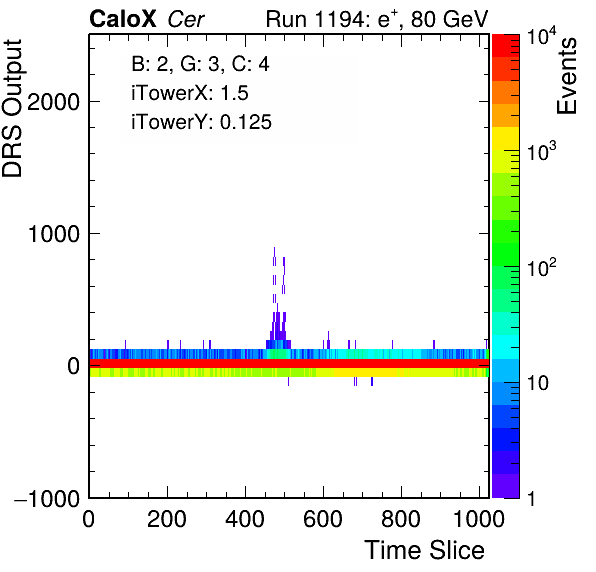 CaloX Cer Run 1194: e⁺, 80 GeV
B: 2, G: 3, C: 4
iTowerX: 1.5
iTowerY: 0.125
DRS Output
2000
1000
0
−1000
0 200 400 600 800 1000
Time Slice
Events
10⁴
10³
10²
10
1